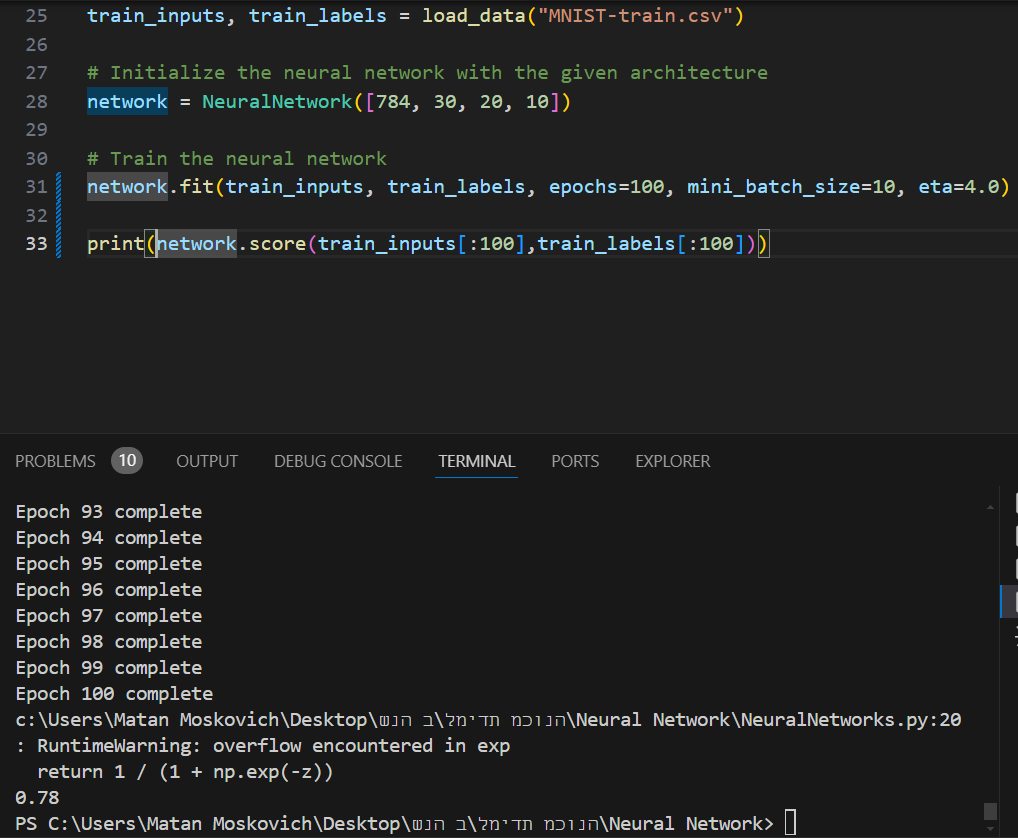 25 train_inputs, train_labels = load_data("MNIST-train.csv")
26
27 # Initialize the neural network with the given architecture
28 network = NeuralNetwork([784, 30, 20, 10])
29
30 # Train the neural network
31 network.fit(train_inputs, train_labels, epochs=100, mini_batch_size=10, eta=4.0)
32
33 print(network.score(train_inputs[:100],train_labels[:100]))
PROBLEMS 10 OUTPUT DEBUG CONSOLE TERMINAL PORTS EXPLORER
Epoch 93 complete
Epoch 94 complete
Epoch 95 complete
Epoch 96 complete
Epoch 97 complete
Epoch 98 complete
Epoch 99 complete
Epoch 100 complete
c:\Users\Matan Moskovich\Desktop\שנה ב\למידת מכונה\Neural Network\NeuralNetworks.py:20
: RuntimeWarning: overflow encountered in exp
return 1 / (1 + np.exp(-z))
0.78
PS C:\Users\Matan Moskovich\Desktop\שנה ב\למידת מכונה\Neural Network>